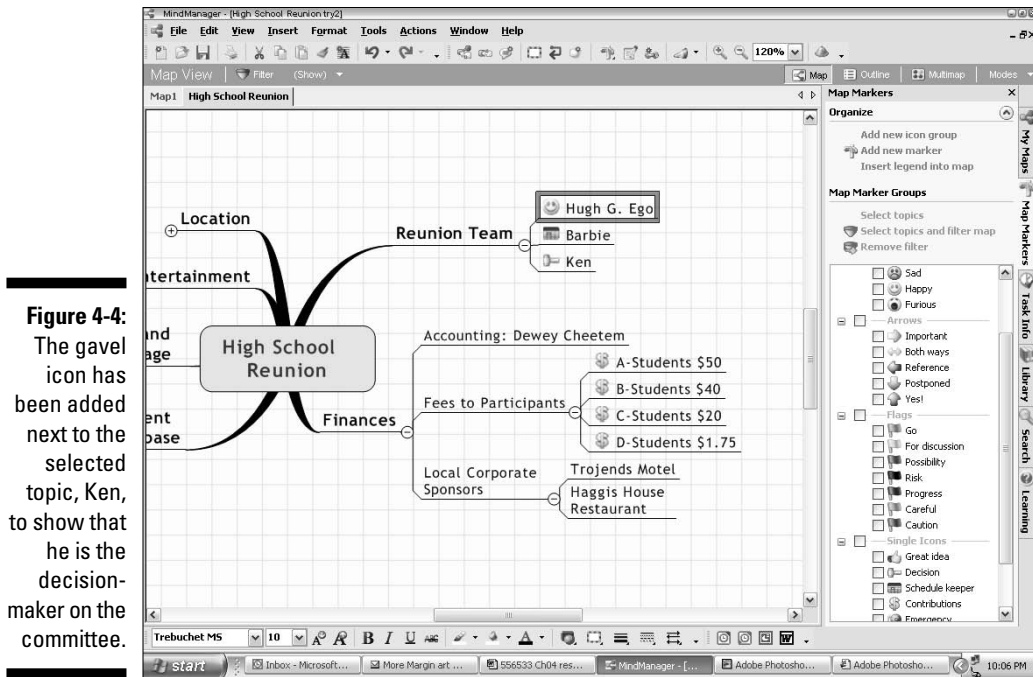 MindManager - [High School Reunion try2]
File Edit View Insert Format Tools Actions Window Help
120%
Map View Filter (Show) Map Outline Multimap Modes
Map1 High School Reunion
Map Markers
Organize
Add new icon group
Add new marker
Insert legend into map
Map Marker Groups
Select topics
Select topics and filter map
Remove filter
Sad
Happy
Furious
Arrows
Important
Both ways
Reference
Postponed
Yes!
Flags
Go
For discussion
Possibility
Risk
Progress
Careful
Caution
Single Icons
Great idea
Decision
Schedule keeper
Contributions
Emergency
My Maps
Map Markers
Task Info
Library
Search
Learning
Location
ntertainment
nd
age
ent
base
High School
Reunion
Reunion Team
Hugh G. Ego
Barbie
Ken
Finances
Accounting: Dewey Cheetem
Fees to Participants
A-Students $50
B-Students $40
C-Students $20
D-Students $1.75
Local Corporate
Sponsors
Trojends Motel
Haggis House
Restaurant
Trebuchet MS 10 B I U ABC A
start Inbox - Microsoft... More Margin art ... 556533 Ch04 res... MindManager - [... Adobe Photosho... Adobe Photosho... 10:06 PM
Figure 4-4:
The gavel
icon has
been added
next to the
selected
topic, Ken,
to show that
he is the
decision-
maker on the
committee.